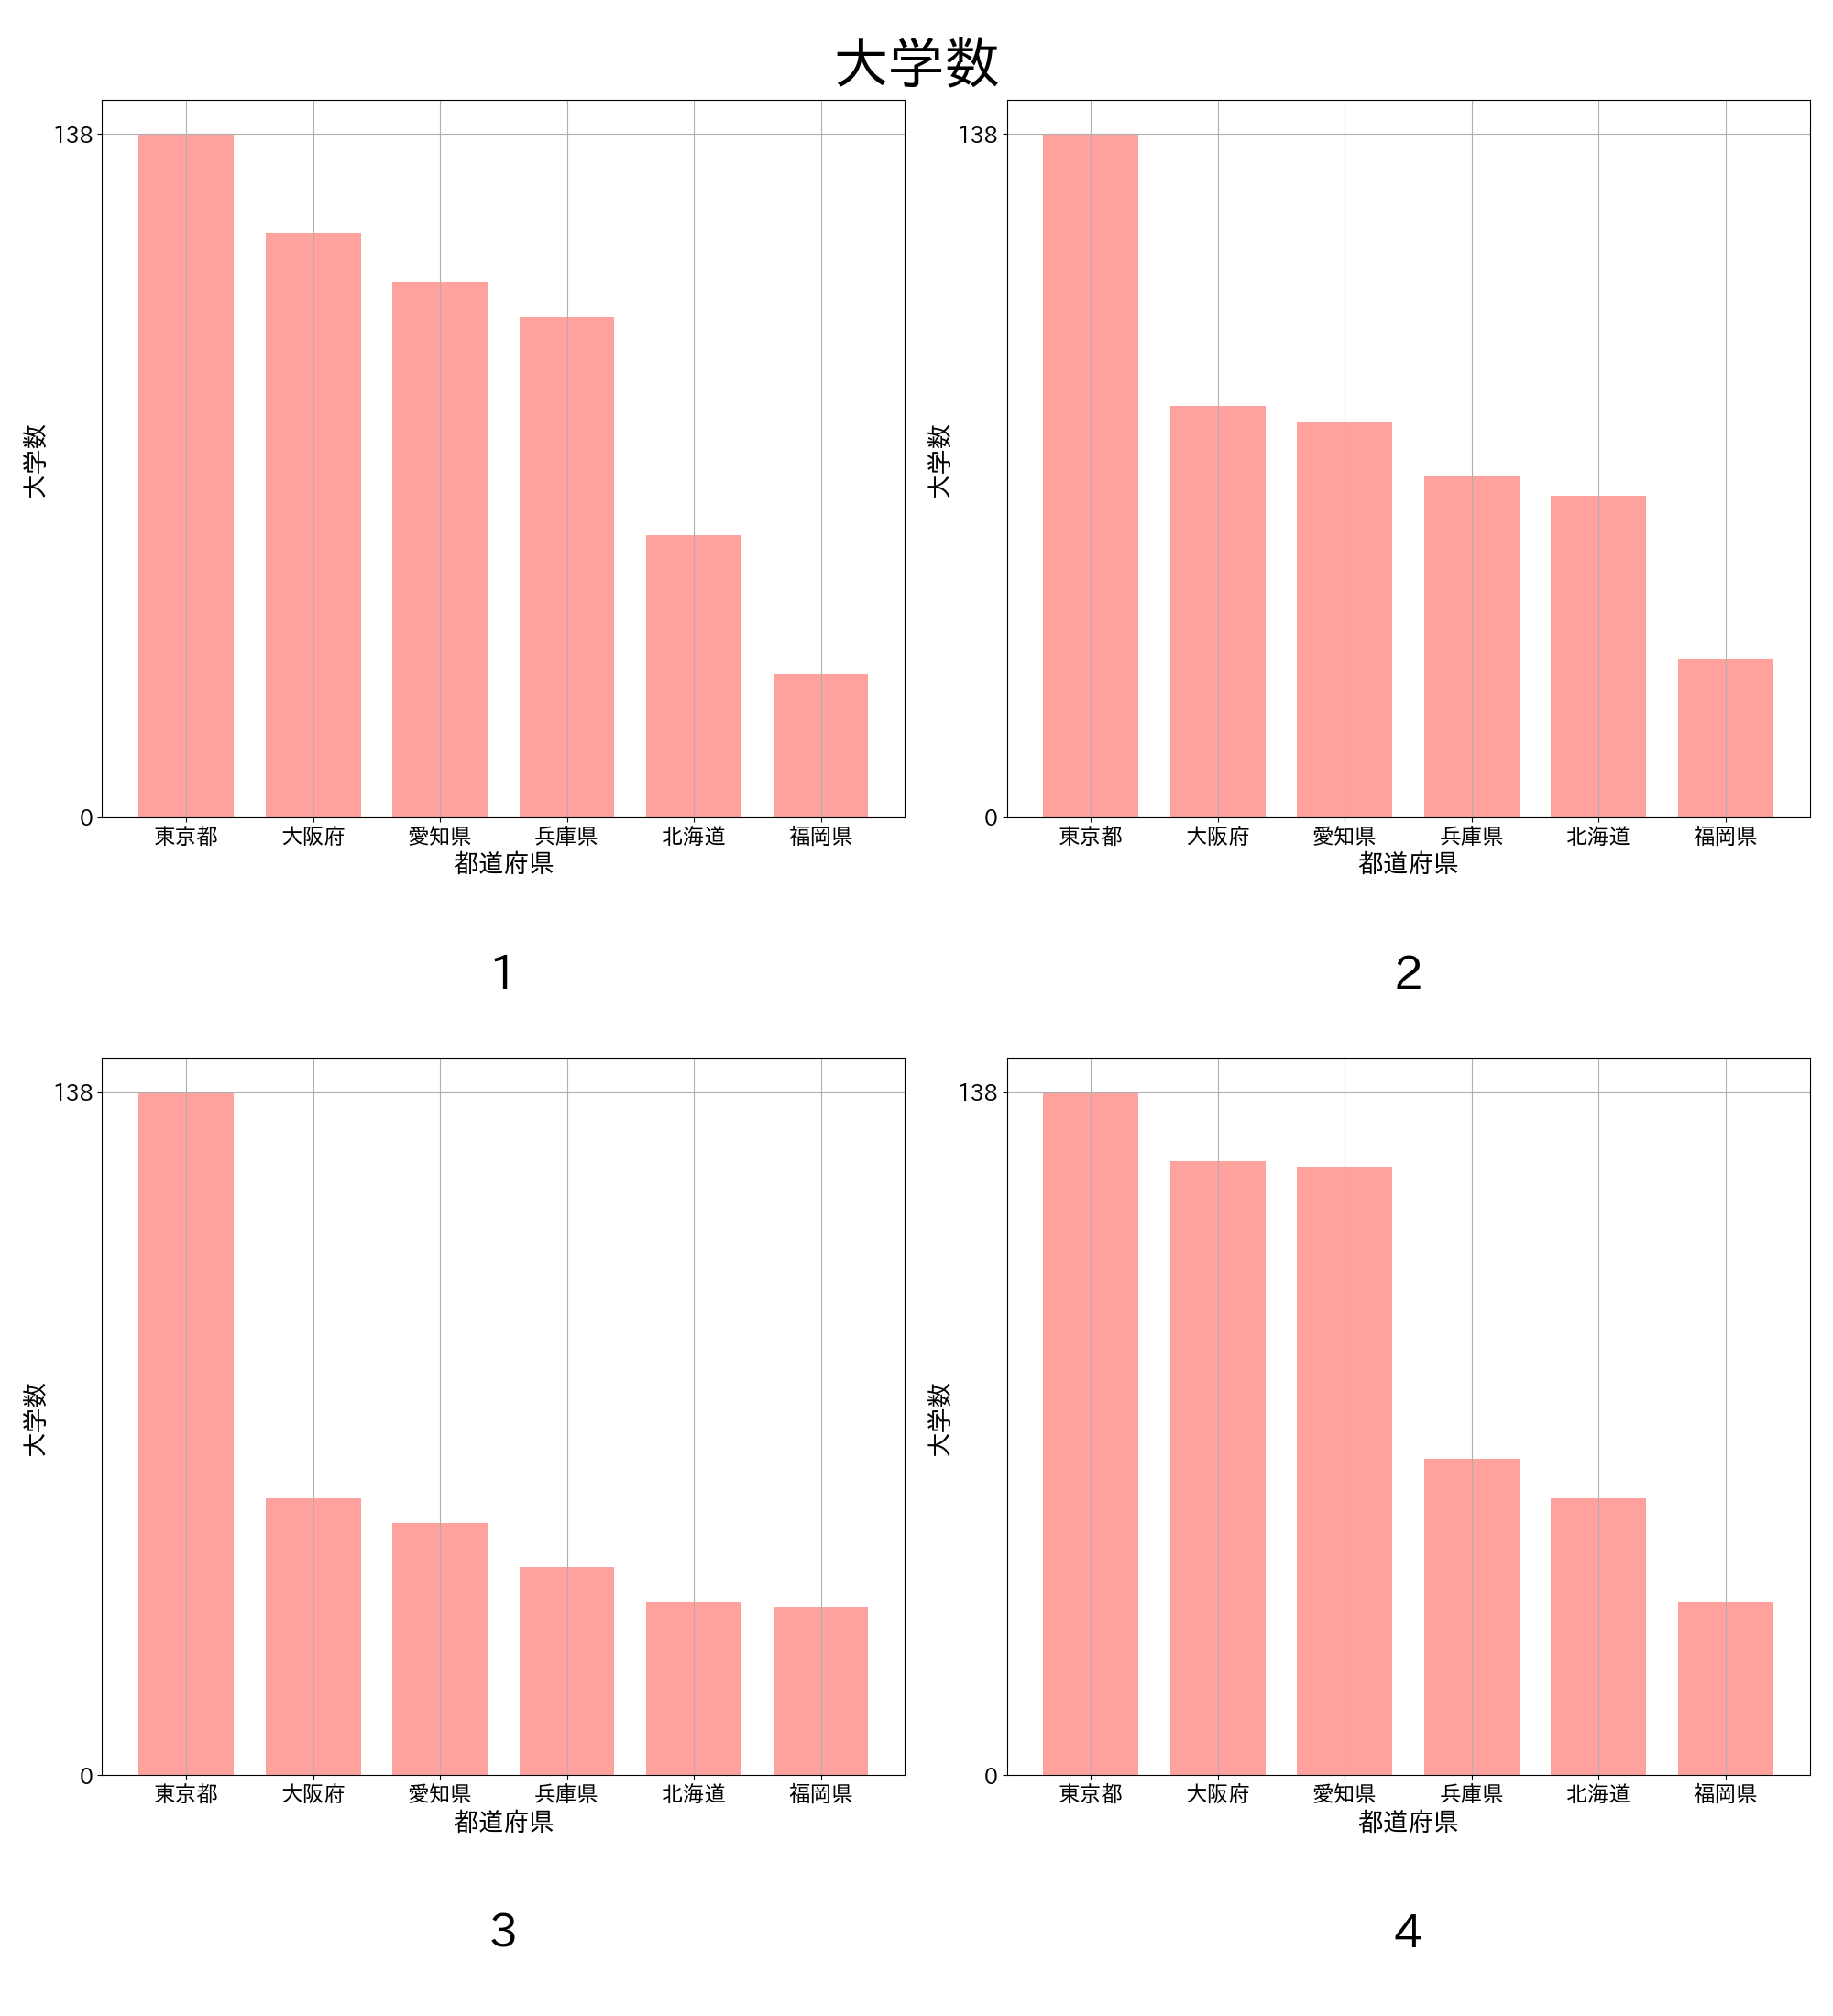 大学数
138
0
大学数
東京都 大阪府 愛知県 兵庫県 北海道 福岡県
都道府県
1
138
0
大学数
東京都 大阪府 愛知県 兵庫県 北海道 福岡県
都道府県
2
138
0
大学数
東京都 大阪府 愛知県 兵庫県 北海道 福岡県
都道府県
3
138
0
大学数
東京都 大阪府 愛知県 兵庫県 北海道 福岡県
都道府県
4